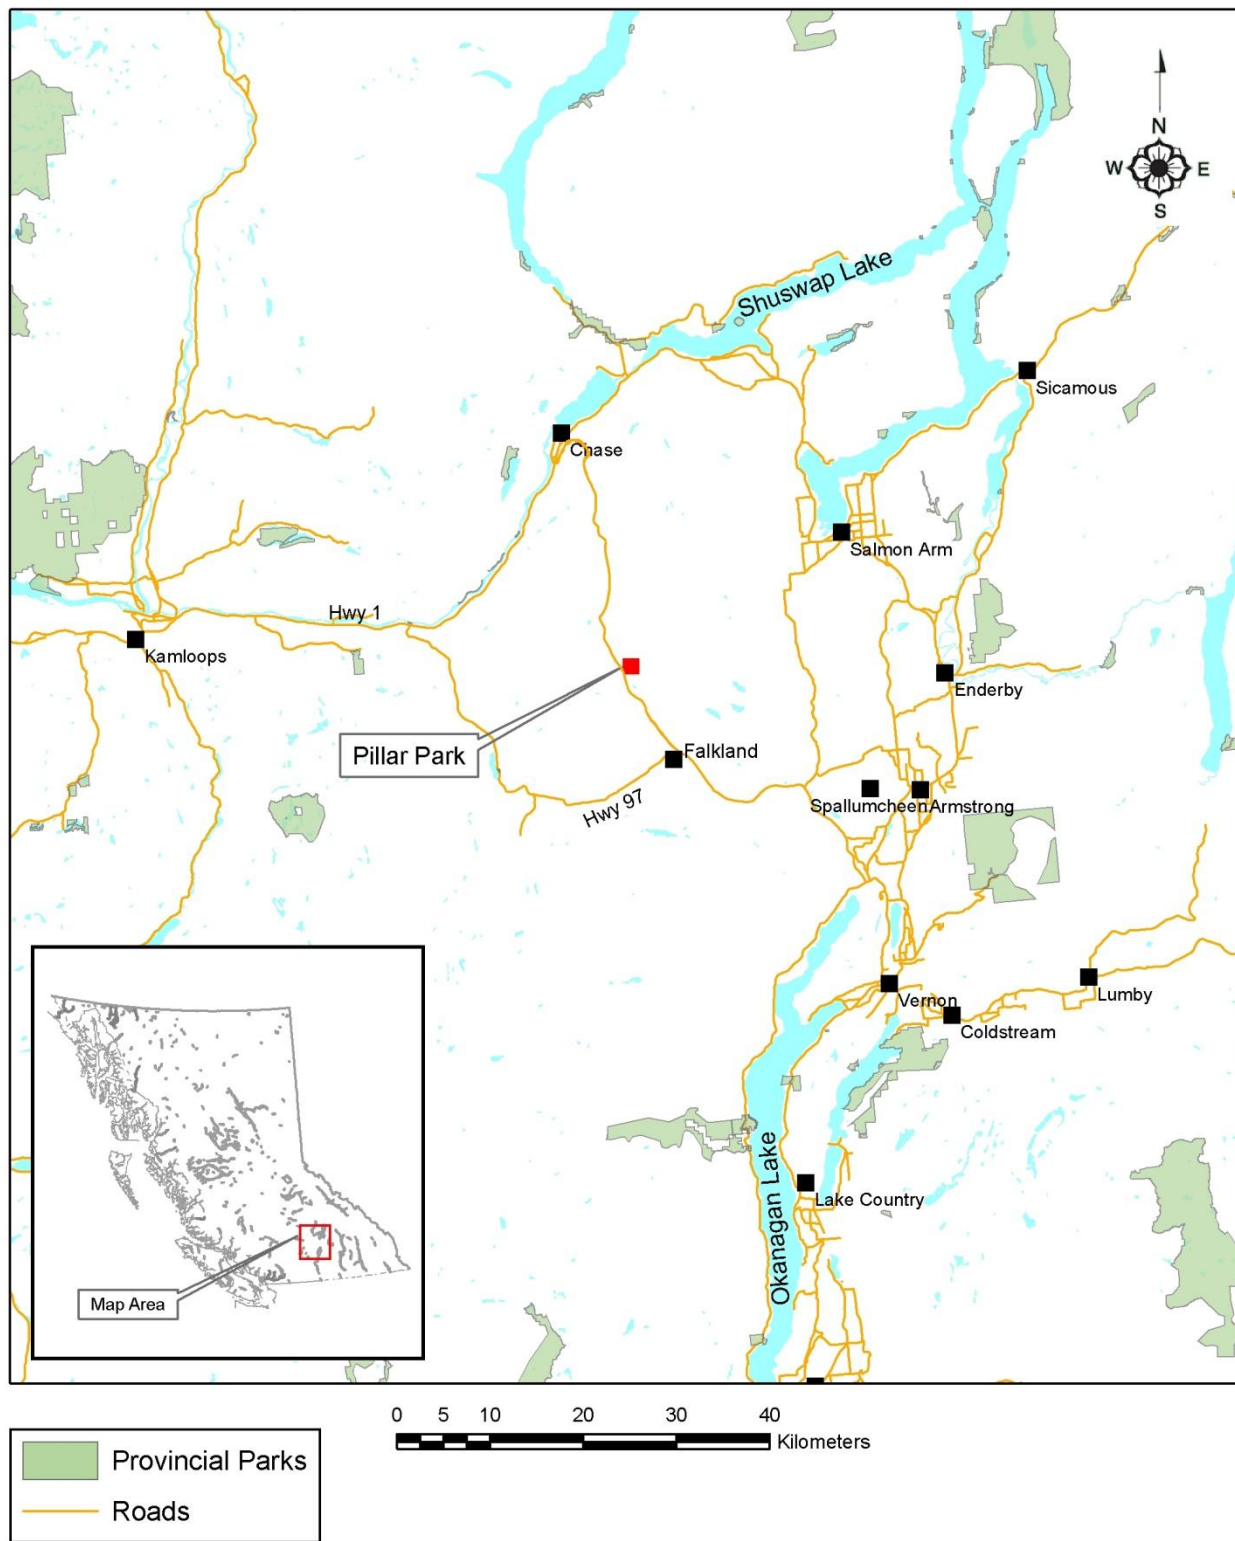 N
W E
S
Shuswap Lake
Sicamous
Chase
Salmon Arm
Hwy 1
Kamloops
Enderby
Pillar Park
Falkland
Hwy 97
Spallumcheen
Armstrong
Vernon
Lumby
Coldstream
Okanagan Lake
Lake Country
Map Area
0 5 10 20 30 40
Kilometers
Provincial Parks
Roads